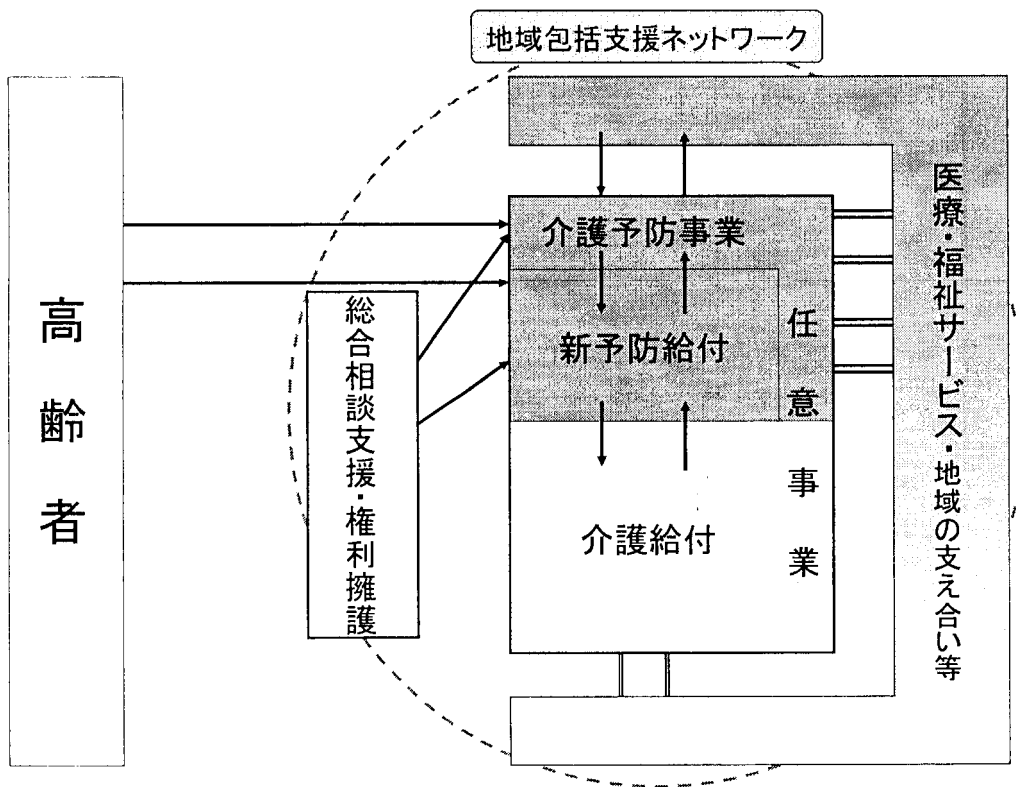 地域包括支援ネットワーク
高齢者
総合相談支援・権利擁護
介護予防事業
新予防給付
介護給付
任意事業
医療・福祉サービス・地域の支え合い等